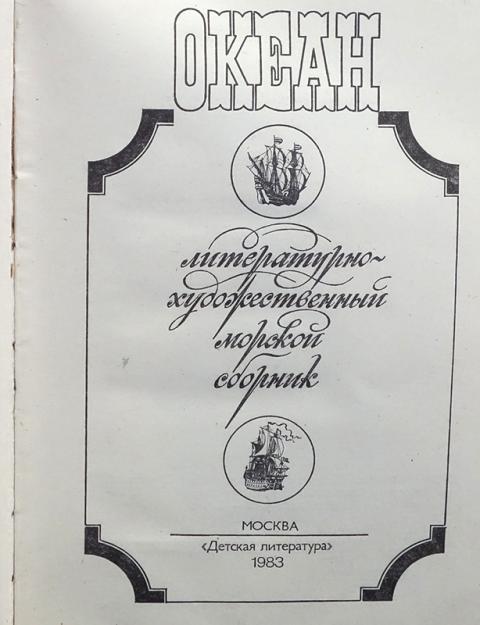 ОКЕАН
литературно-
художественный
морской
сборник
МОСКВА
«Детская литература»
1983